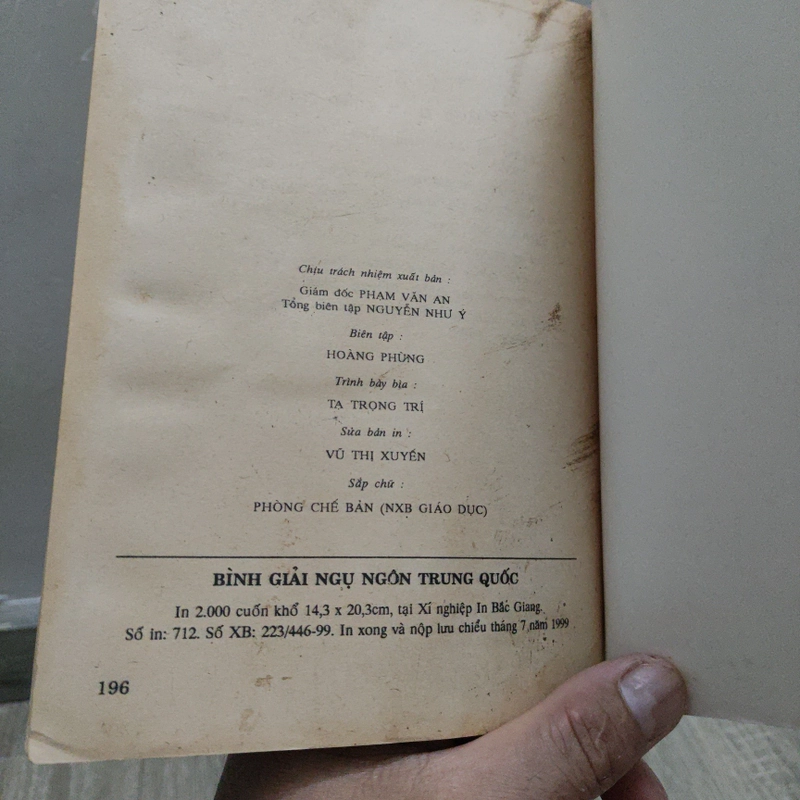 Chịu trách nhiệm xuất bản :
Giám đốc PHẠM VĂN AN
Tổng biên tập NGUYỄN NHƯ Ý
Biên tập :
HOÀNG PHÙNG
Trình bày bìa :
TẠ TRỌNG TRÍ
Sửa bản in :
VŨ THỊ XUYẾN
Sắp chữ :
PHÒNG CHẾ BẢN (NXB GIÁO DỤC)
BÌNH GIẢI NGỤ NGÔN TRUNG QUỐC
In 2.000 cuốn khổ 14,3 x 20,3cm, tại Xí nghiệp In Bắc Giang.
Số in: 712. Số XB: 223/446-99. In xong và nộp lưu chiểu tháng 7 năm 1999
196